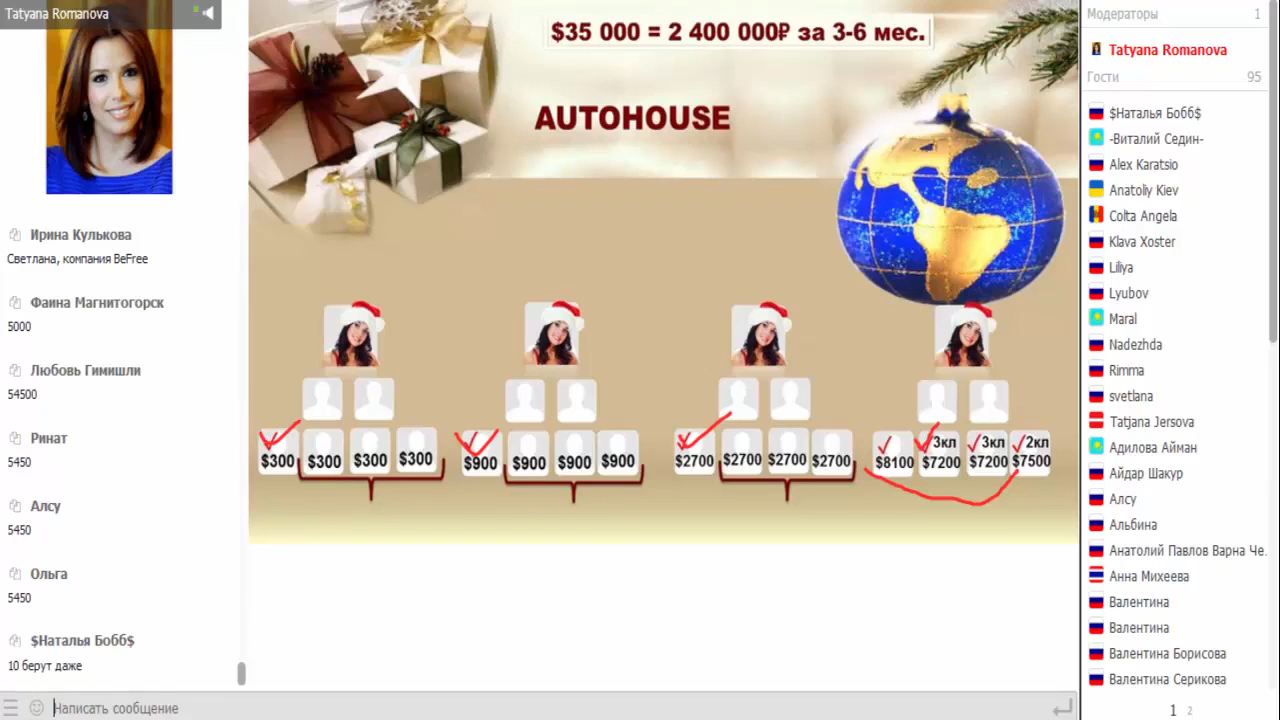 Tatyana Romanova
Ирина Кулькова
Светлана, компания BeFree
Фаина Магнитогорск
5000
Любовь Гимишли
54500
Ринат
5450
Алсу
5450
Ольга
5450
$Наталья Бобб$
10 берут даже
Написать сообщение
$35 000 = 2 400 000₽ за 3-6 мес.
AUTOHOUSE
$300 $300 $300 $300
$900 $900 $900 $900
$2700 $2700 $2700 $2700
3кл 3кл 2кл
$8100 $7200 $7200 $7500
Модераторы 1
Tatyana Romanova
Гости 95
$Наталья Бобб$
-Виталий Седин-
Alex Karatsio
Anatoliy Kiev
Colta Angela
Klava Xoster
Liliya
Lyubov
Maral
Nadezhda
Rimma
svetlana
Tatjana Jersova
Адилова Айман
Айдар Шакур
Алсу
Альбина
Анатолий Павлов Варна Че.
Анна Михеева
Валентина
Валентина
Валентина Борисова
Валентина Серикова
1 2